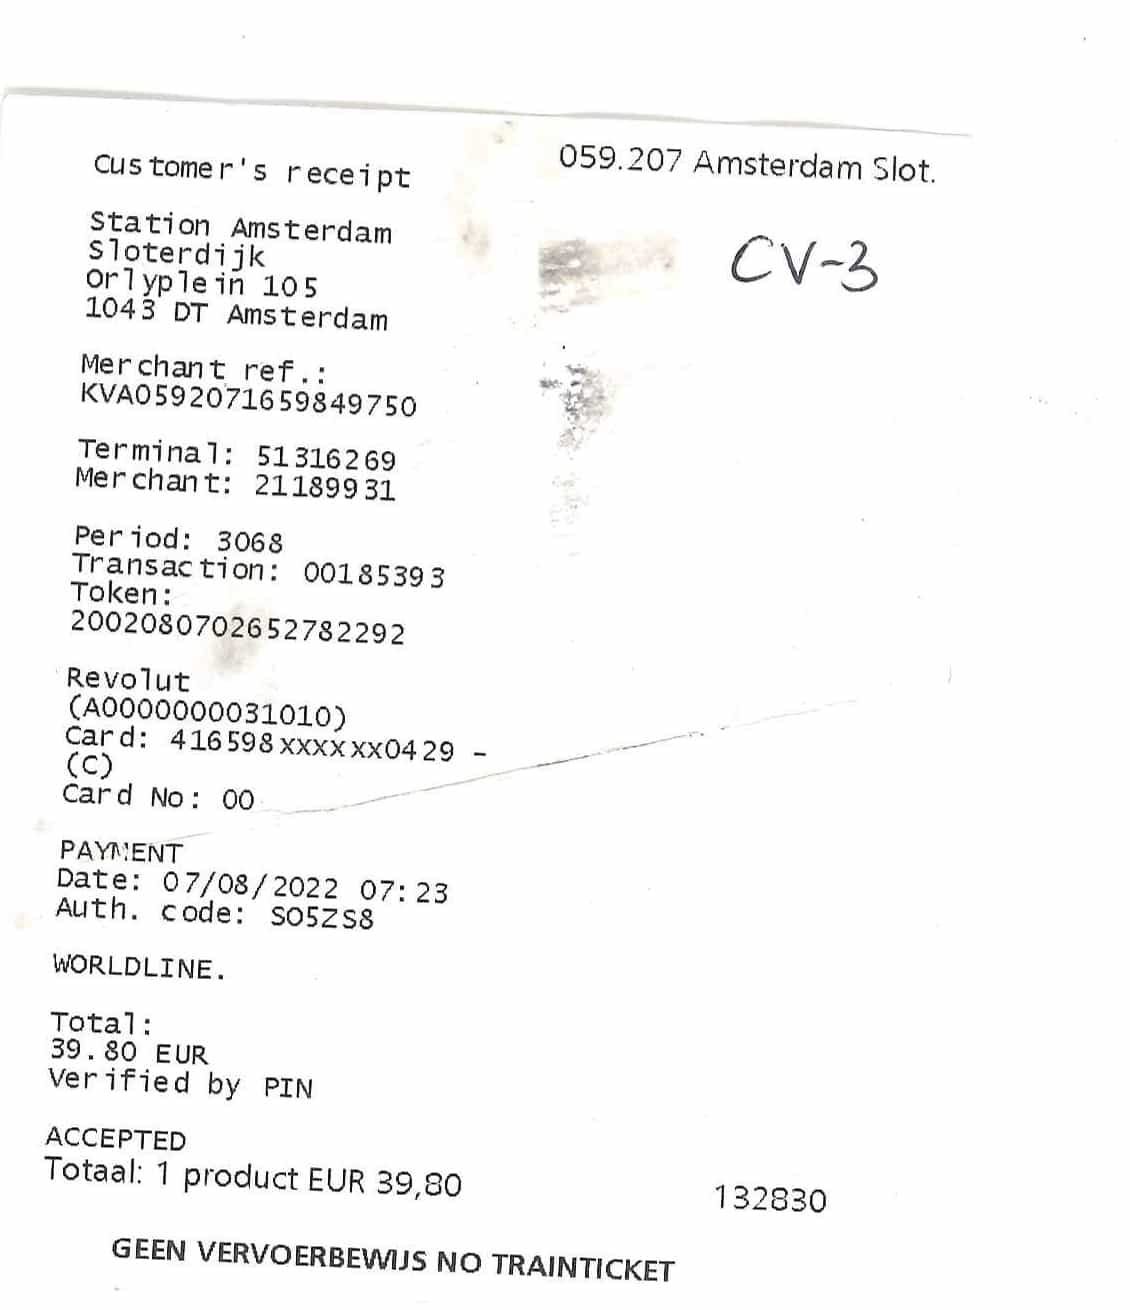 Customer's receipt
059.207 Amsterdam Slot.
CV-3
Station Amsterdam
Sloterdijk
Orlyplein 105
1043 DT Amsterdam
Merchant ref.:
KVA0592071659849750
Terminal: 51316269
Merchant: 21189931
Period: 3068
Transaction: 00185393
Token:
2002080702652782292
Revolut
(A0000000031010)
Card: 416598xxxxxx0429 -
(C)
Card No: 00
PAYMENT
Date: 07/08/2022 07:23
Auth. code: S05ZS8
WORLDLINE.
Total:
39.80 EUR
Verified by PIN
ACCEPTED
Totaal: 1 product EUR 39,80
132830
GEEN VERVOERBEWIJS NO TRAINTICKET